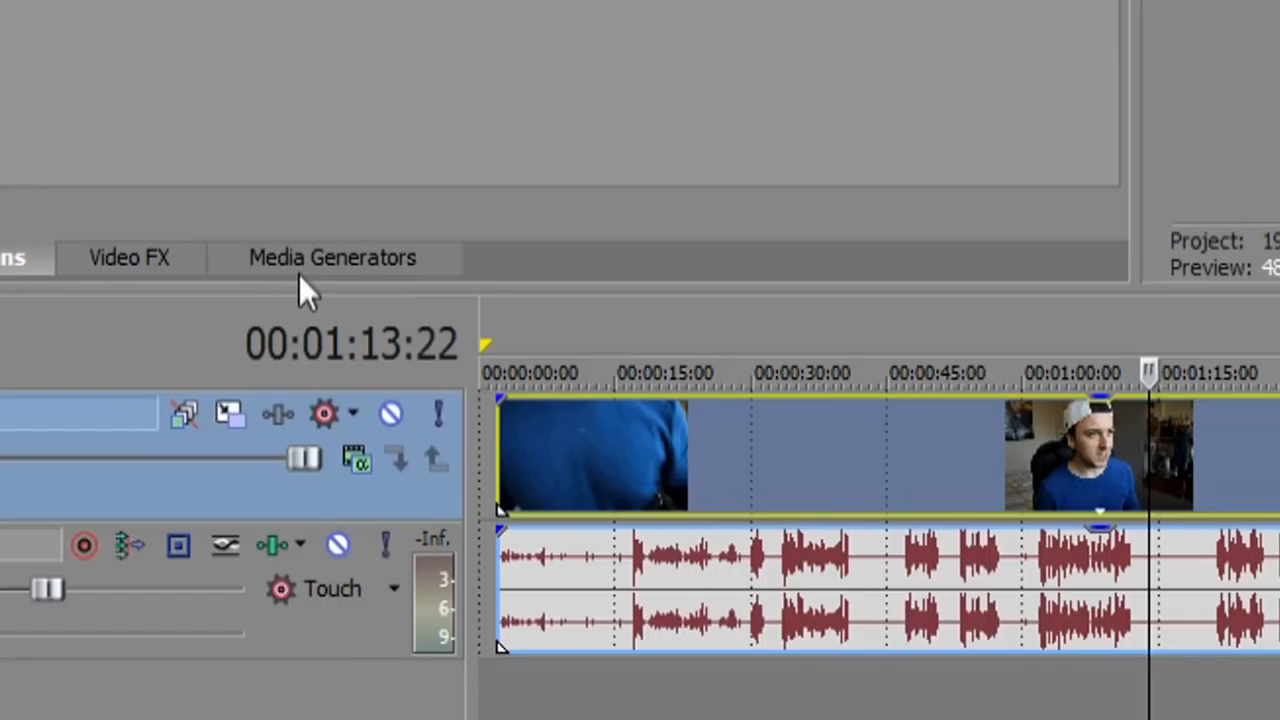 ns Video FX Media Generators
Project: 19
Preview: 48
00:01:13:22
00:00:00:00 00:00:15:00 00:00:30:00 00:00:45:00 00:01:00:00 00:01:15:00
-Inf.
3-
Touch
6-
9-